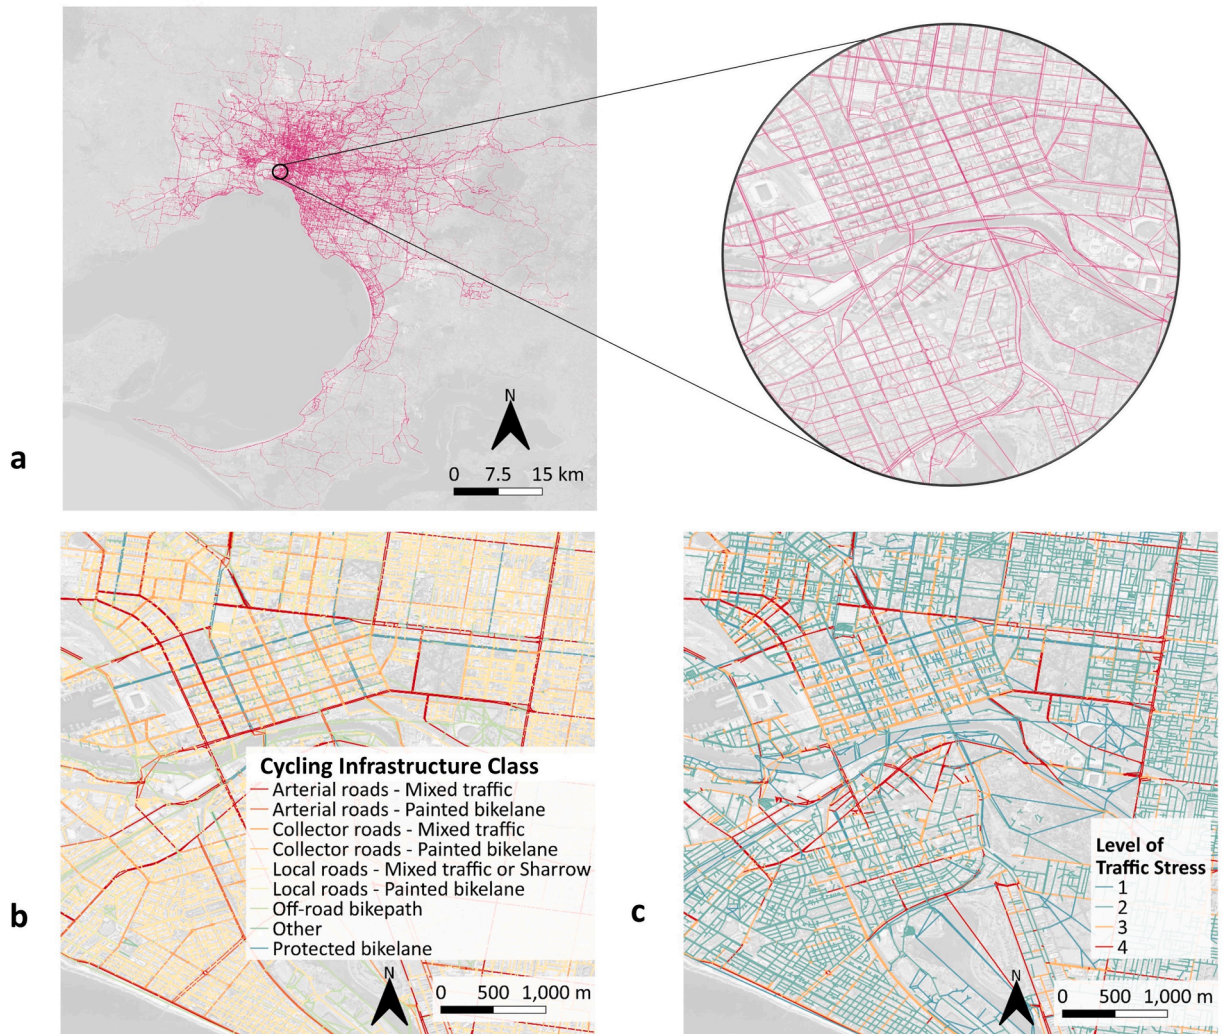 N
0 7.5 15 km
a
Cycling Infrastructure Class
Arterial roads - Mixed traffic
Arterial roads - Painted bikelane
Collector roads - Mixed traffic
Collector roads - Painted bikelane
Local roads - Mixed traffic or Sharrow
Local roads - Painted bikelane
Off-road bikepath
Other
Protected bikelane
b
N
0 500 1,000 m
Level of
Traffic Stress
1
2
3
4
c
N
0 500 1,000 m